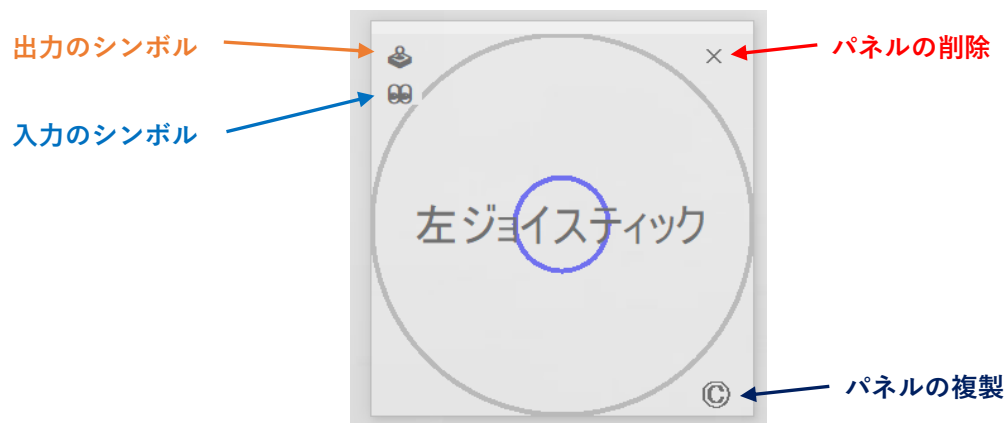 出力のシンボル
パネルの削除
入力のシンボル
左ジョイスティック
パネルの複製
©